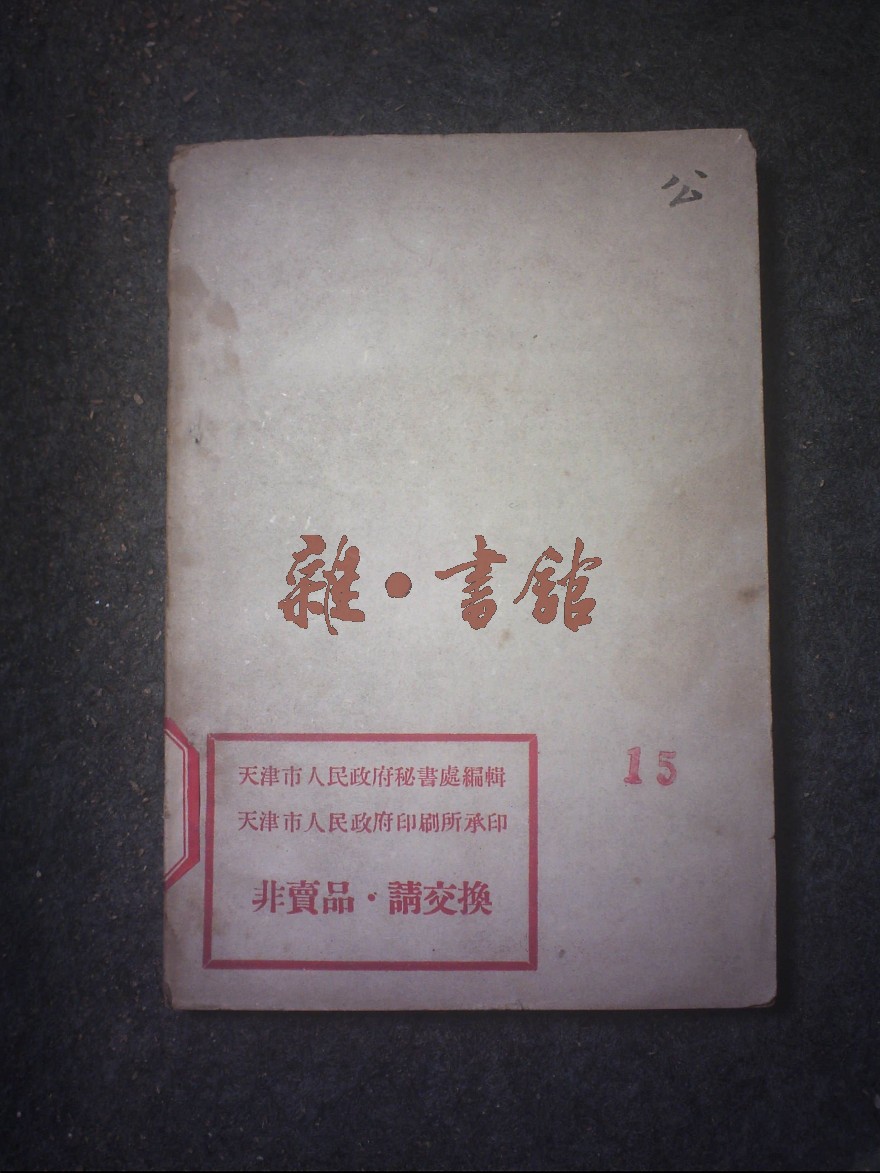 公
雜·書舘
15
天津市人民政府秘書處編輯
天津市人民政府印刷所承印
非賣品·請交換